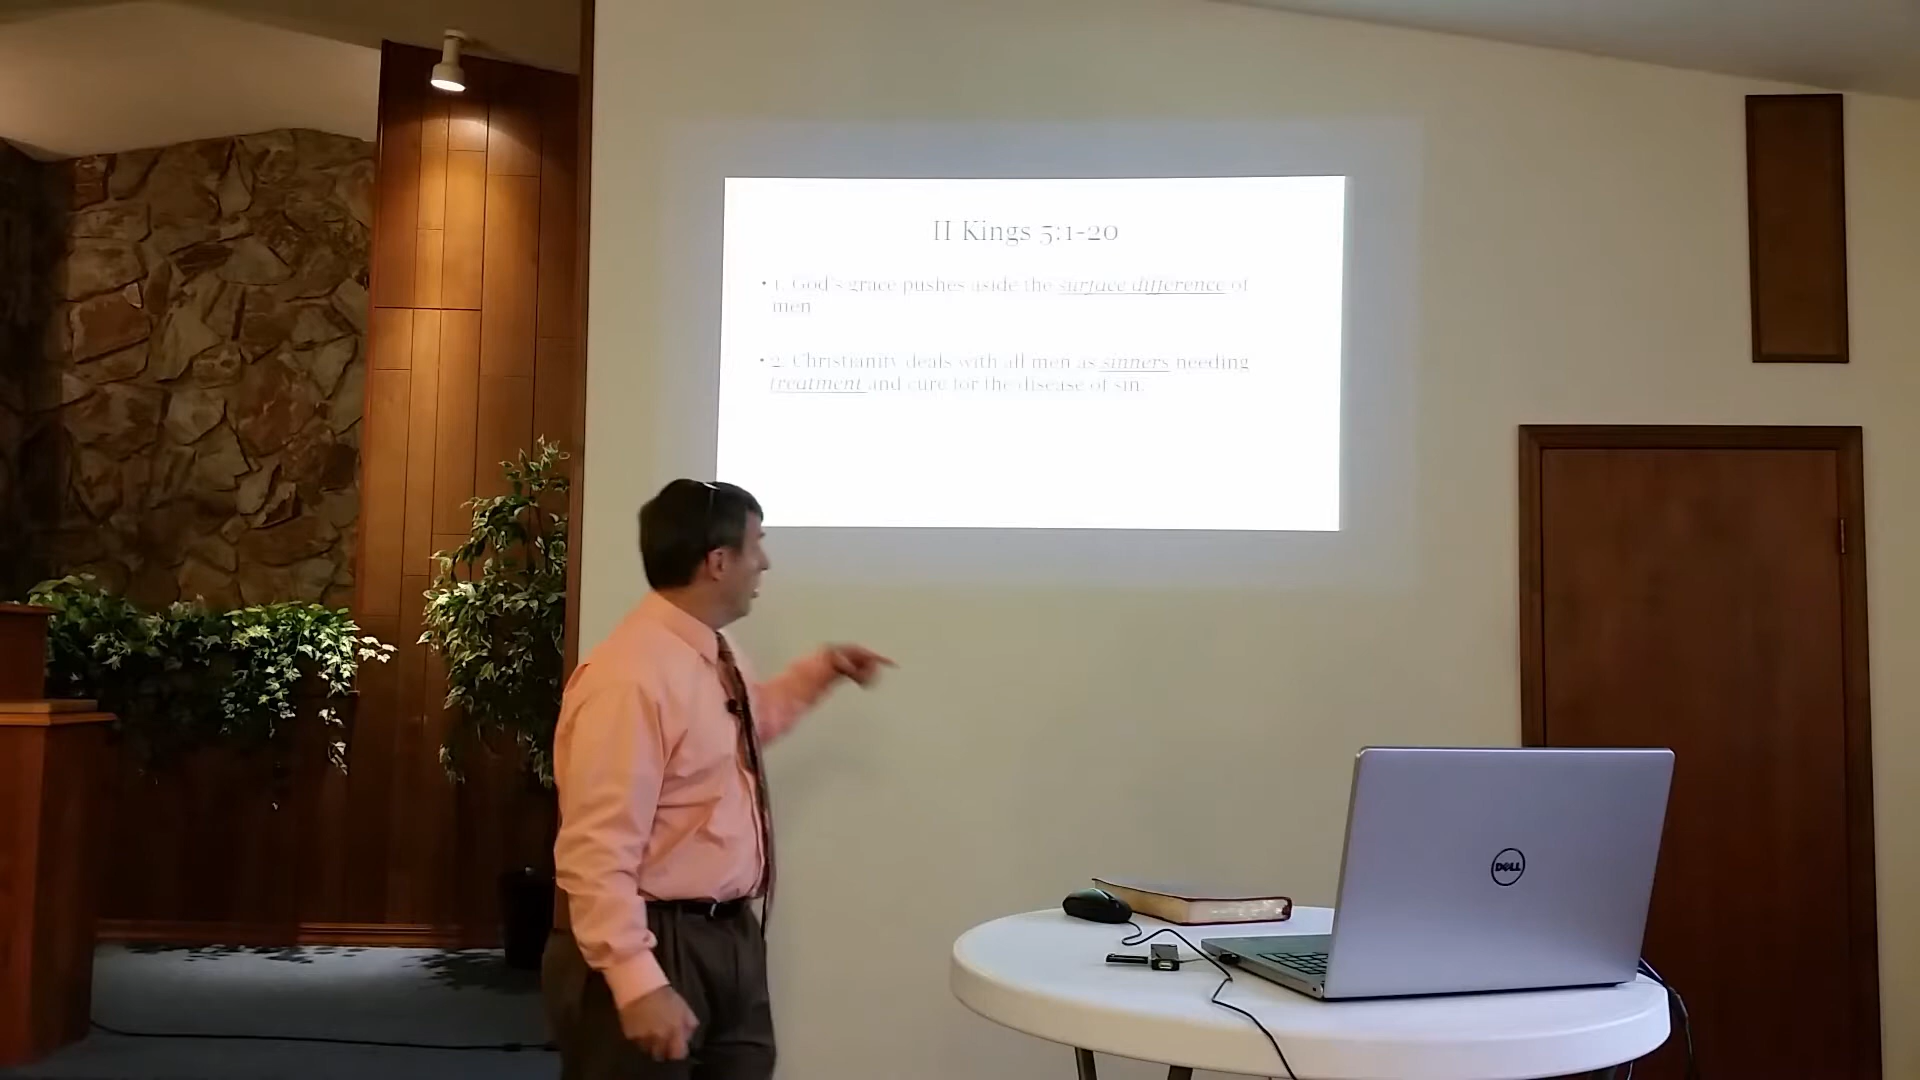 II Kings 5:1-20
• 1. God's grace pushes aside the surface difference of
men
• 2. Christianity deals with all men as sinners needing
treatment and cure for the disease of sin.
DELL